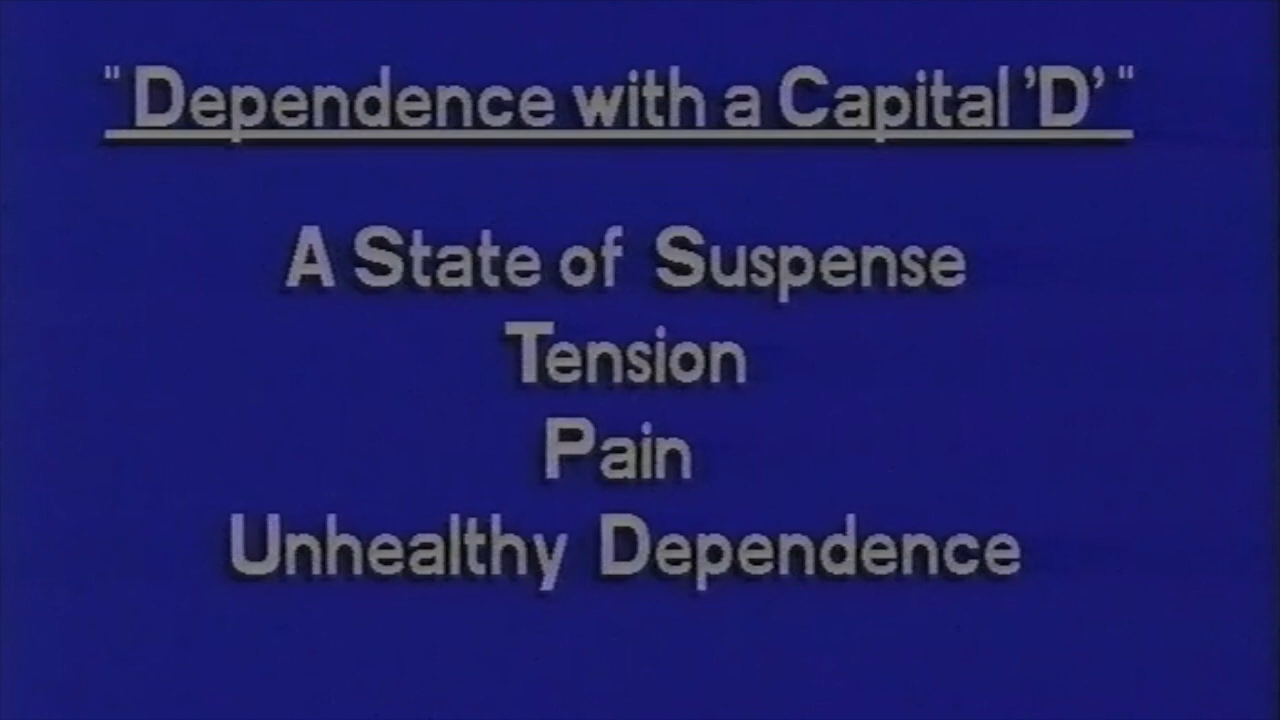 "Dependence with a Capital 'D'"
A State of Suspense
Tension
Pain
Unhealthy Dependence